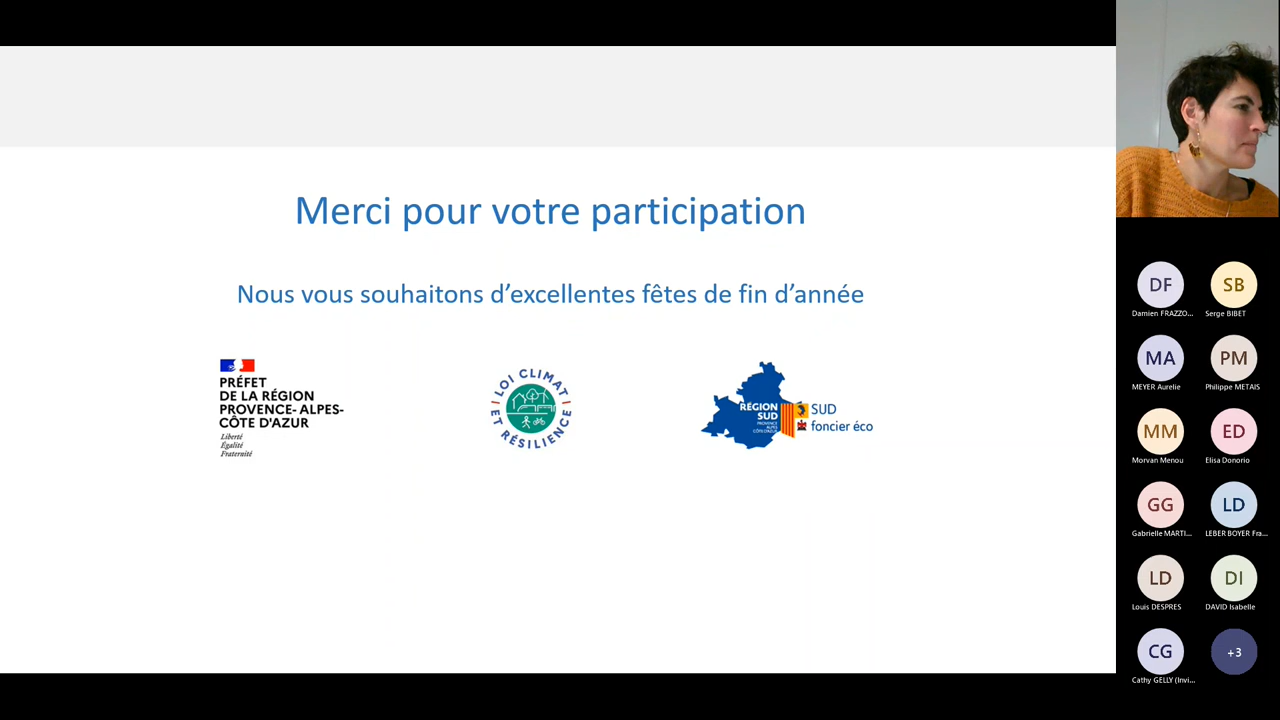 Merci pour votre participation
Nous vous souhaitons d'excellentes fêtes de fin d'année
PRÉFET
DE LA RÉGION
PROVENCE- ALPES-
CÔTE D'AZUR
Liberté
Égalité
Fraternité
LOI CLIMAT
ET RÉSILIENCE
RÉGION
SUD
PROVENCE
ALPES
CÔTE D'AZUR
SUD
foncier éco
DF
Damien FRAZZO...
SB
Serge BIBET
MA
MEYER Aurelie
PM
Philippe METAIS
MM
Morvan Menou
ED
Elisa Donorio
GG
Gabrielle MARTI...
LD
LEBER BOYER Fra...
LD
Louis DESPRES
DI
DAVID Isabelle
CG
Cathy GELLY (Invi...
+3